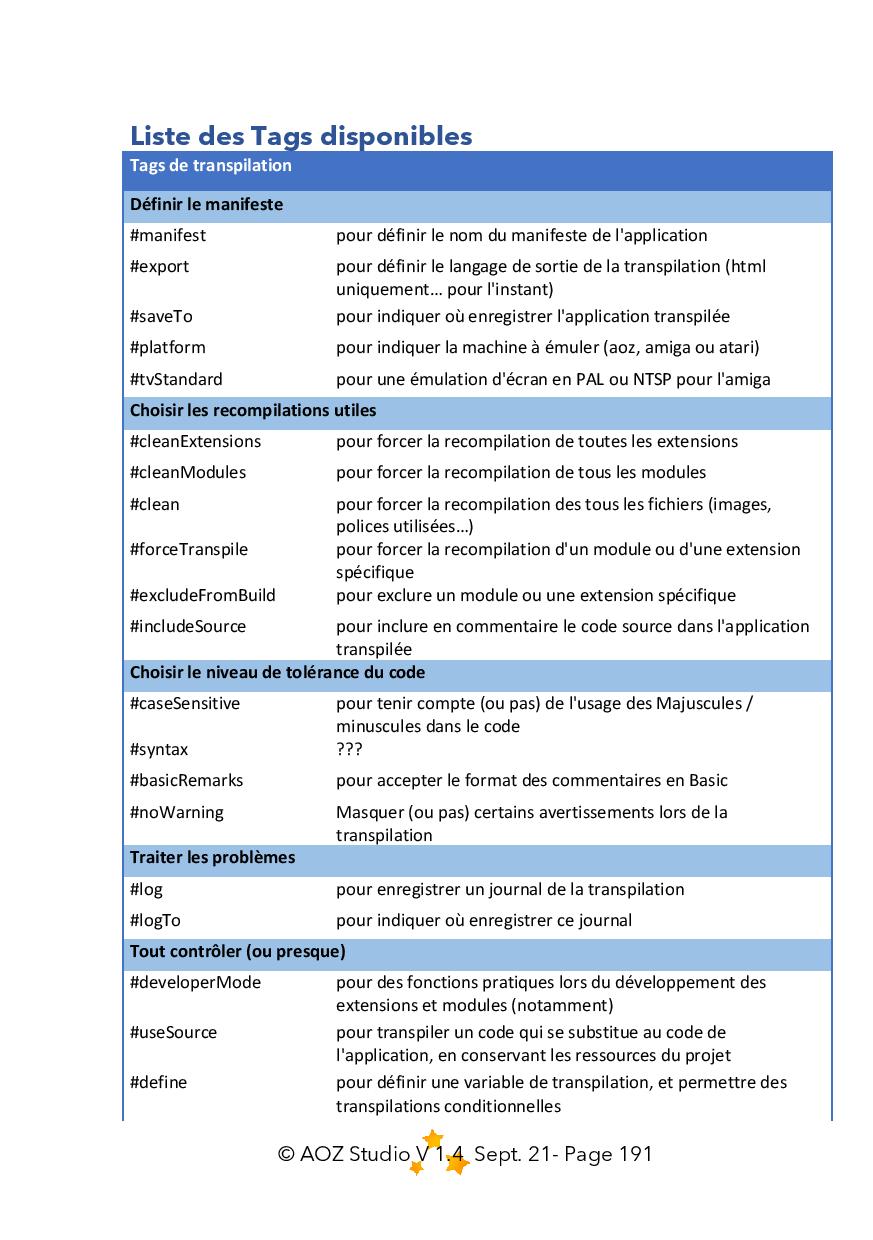 Liste des Tags disponibles
Tags de transpilation
Définir le manifeste
#manifest pour définir le nom du manifeste de l'application
#export pour définir le langage de sortie de la transpilation (html
uniquement… pour l'instant)
#saveTo pour indiquer où enregistrer l'application transpilée
#platform pour indiquer la machine à émuler (aoz, amiga ou atari)
#tvStandard pour une émulation d'écran en PAL ou NTSP pour l'amiga
Choisir les recompilations utiles
#cleanExtensions pour forcer la recompilation de toutes les extensions
#cleanModules pour forcer la recompilation de tous les modules
#clean pour forcer la recompilation des tous les fichiers (images,
polices utilisées…)
#forceTranspile pour forcer la recompilation d'un module ou d'une extension
spécifique
#excludeFromBuild pour exclure un module ou une extension spécifique
#includeSource pour inclure en commentaire le code source dans l'application
transpilée
Choisir le niveau de tolérance du code
#caseSensitive pour tenir compte (ou pas) de l'usage des Majuscules /
minuscules dans le code
#syntax ???
#basicRemarks pour accepter le format des commentaires en Basic
#noWarning Masquer (ou pas) certains avertissements lors de la
transpilation
Traiter les problèmes
#log pour enregistrer un journal de la transpilation
#logTo pour indiquer où enregistrer ce journal
Tout contrôler (ou presque)
#developerMode pour des fonctions pratiques lors du développement des
extensions et modules (notamment)
#useSource pour transpiler un code qui se substitue au code de
l'application, en conservant les ressources du projet
#define pour définir une variable de transpilation, et permettre des
transpilations conditionnelles
© AOZ Studio V 1.4 Sept. 21- Page 191